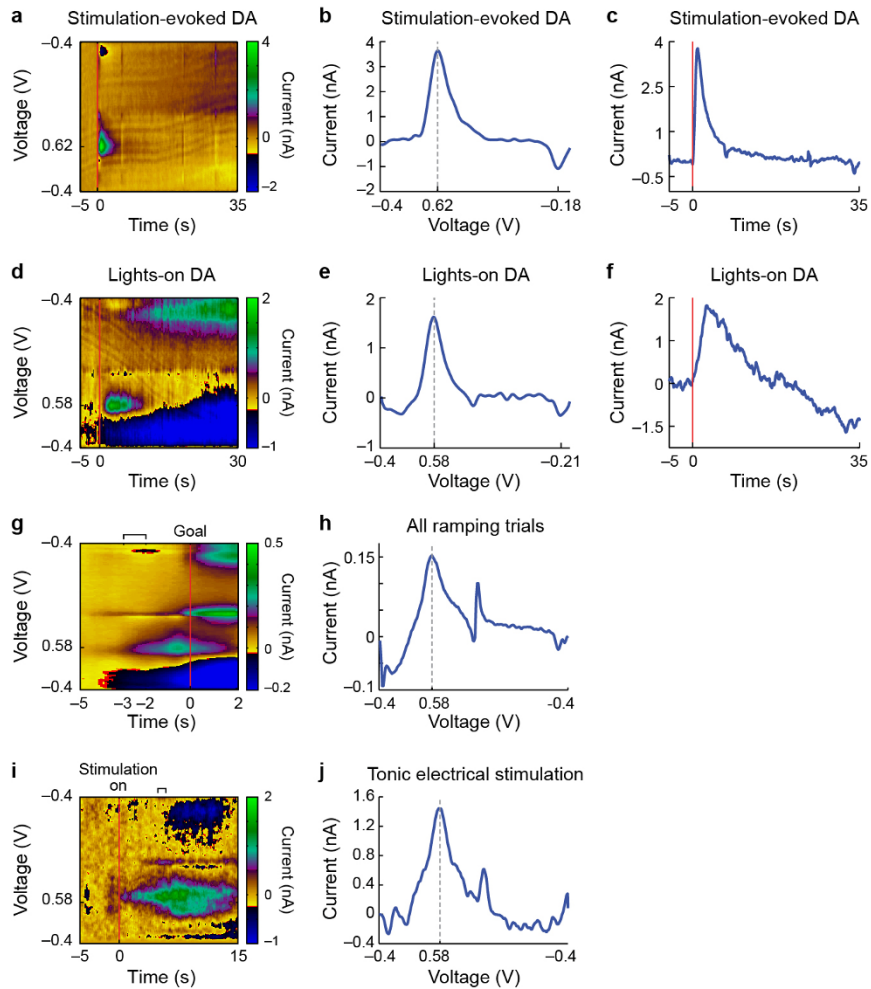 a Stimulation-evoked DA
−0.4
0.62
−0.4
Voltage (V)
−5 0 35
Time (s)
4
0
−2
Current (nA)
b Stimulation-evoked DA
4
3
2
1
0
−1
−2
Current (nA)
−0.4 0.62 −0.18
Voltage (V)
c Stimulation-evoked DA
4
2.5
1
−0.5
Current (nA)
−5 0 35
Time (s)
d Lights-on DA
−0.4
0.58
−0.4
Voltage (V)
−5 0 30
Time (s)
2
0
−1
Current (nA)
e Lights-on DA
2
1
0
−1
Current (nA)
−0.4 0.58 −0.21
Voltage (V)
f Lights-on DA
2
1
0
−1.5
Current (nA)
−5 0 35
Time (s)
g Goal
−0.4
0.58
−0.4
Voltage (V)
−5 −3 −2 0 2
Time (s)
0.5
0
−0.2
Current (nA)
h All ramping trials
0.15
0
−0.1
Current (nA)
−0.4 0.58 -0.4
Voltage (V)
i Stimulation
on
−0.4
0.58
−0.4
Voltage (V)
−5 0 15
Time (s)
2
0
−1
Current (nA)
j Tonic electrical stimulation
1.6
1.2
0.8
0.4
0
−0.4
Current (nA)
−0.4 0.58 −0.4
Voltage (V)